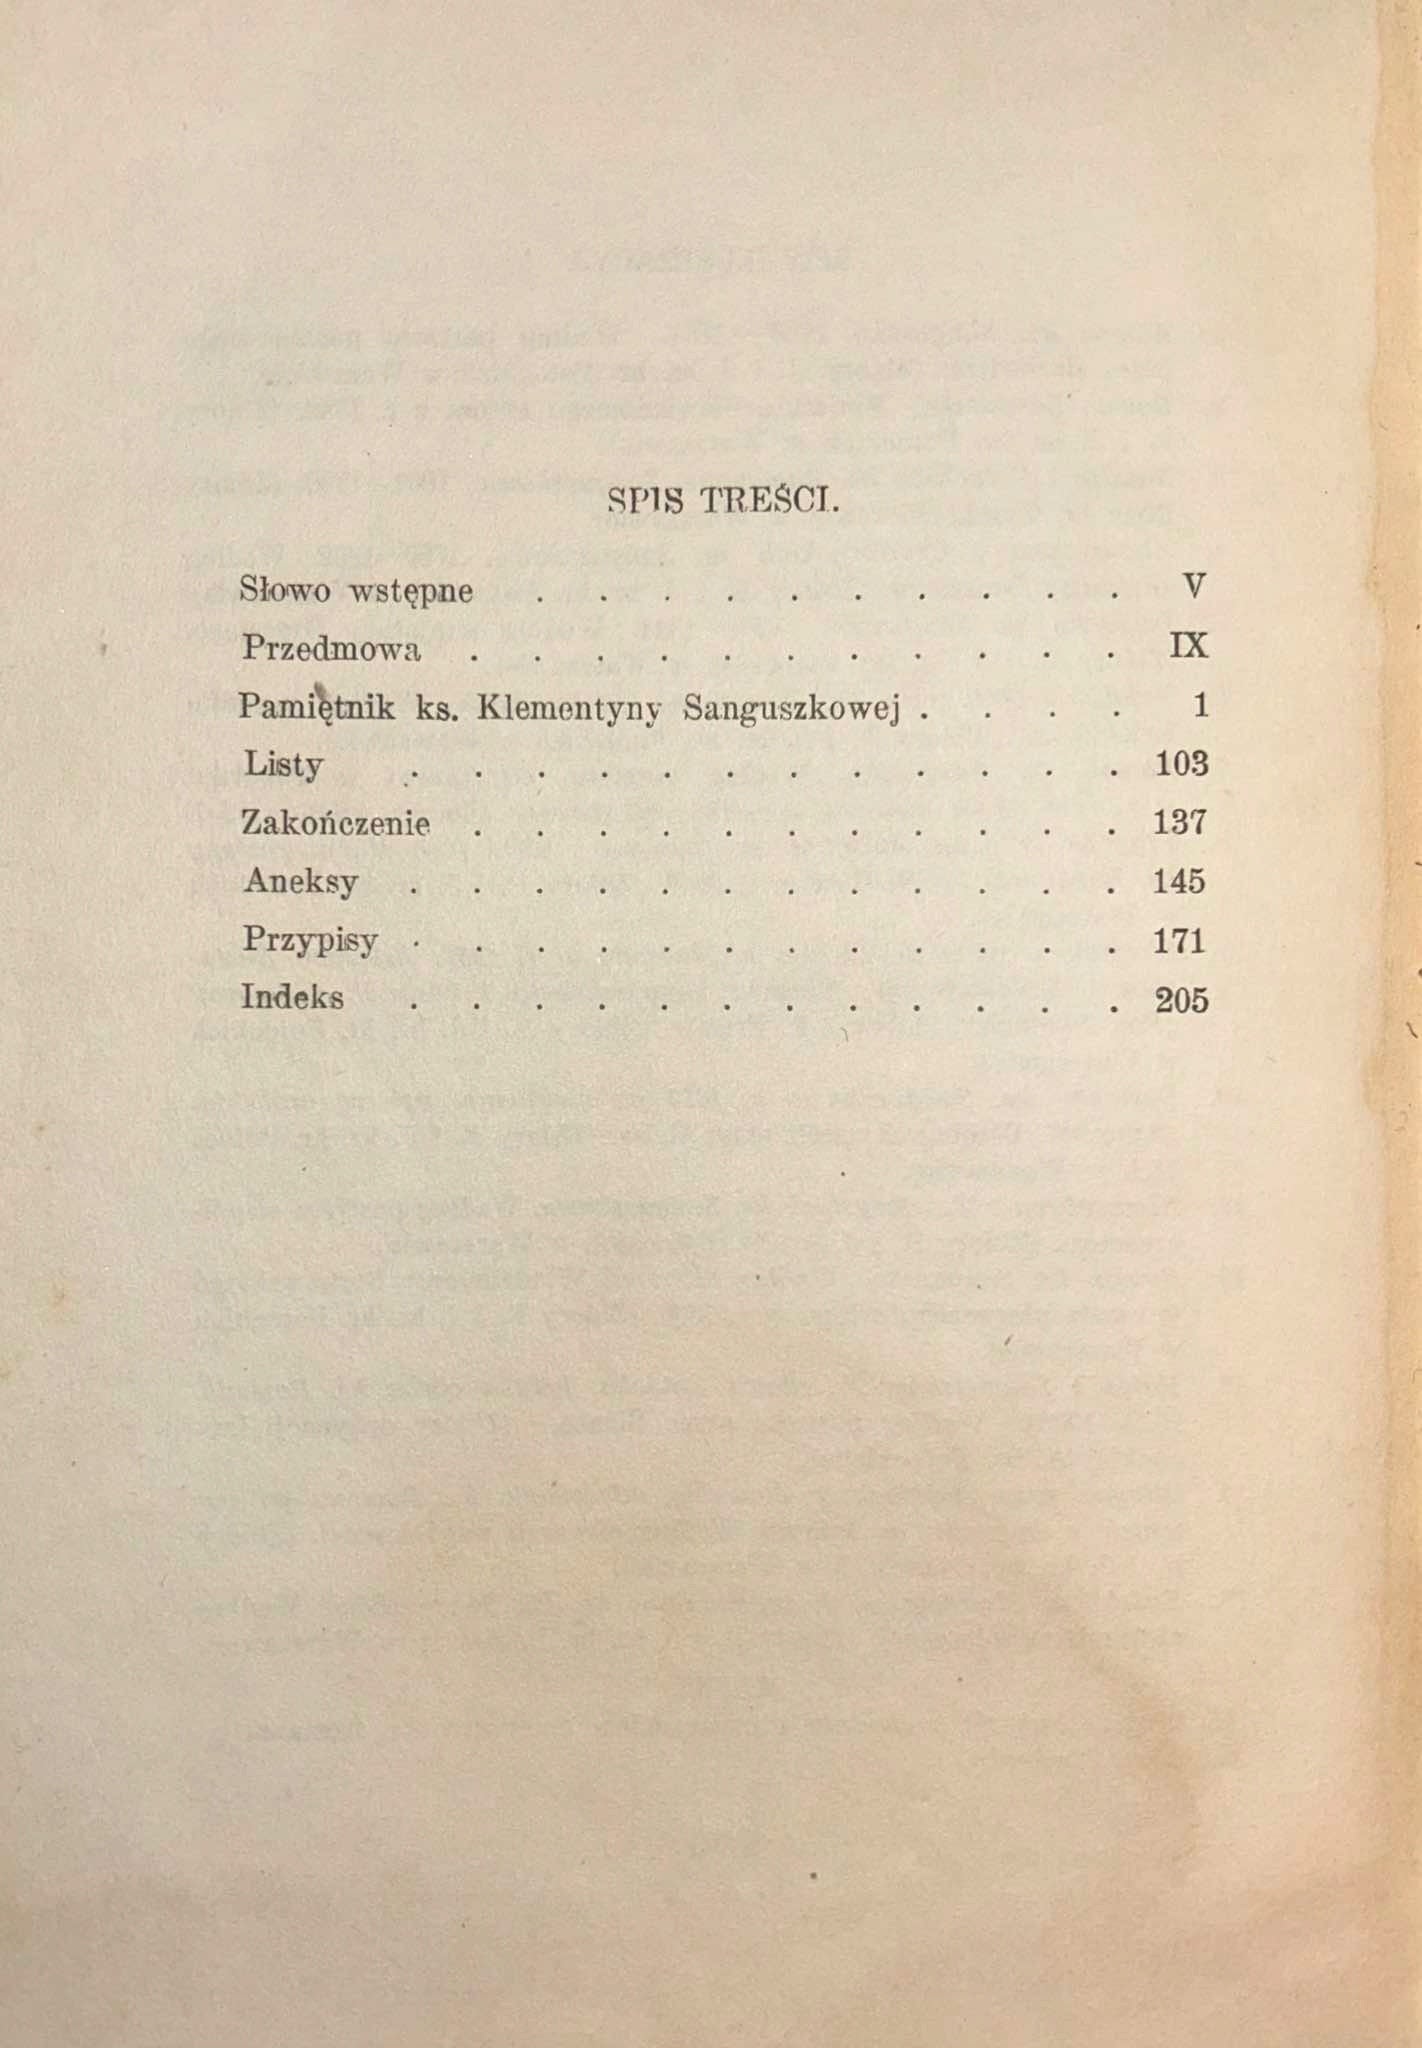 SPIS TREŚCI.
Słowo wstępne . . . . . . . . . . V
Przedmowa . . . . . . . . . . . IX
Pamiętnik ks. Klementyny Sanguszkowej . . . . 1
Listy . . . . . . . . . . . . 103
Zakończenie . . . . . . . . . . . 137
Aneksy . . . . . . . . . . . . 145
Przypisy . . . . . . . . . . . . 171
Indeks . . . . . . . . . . . . 205